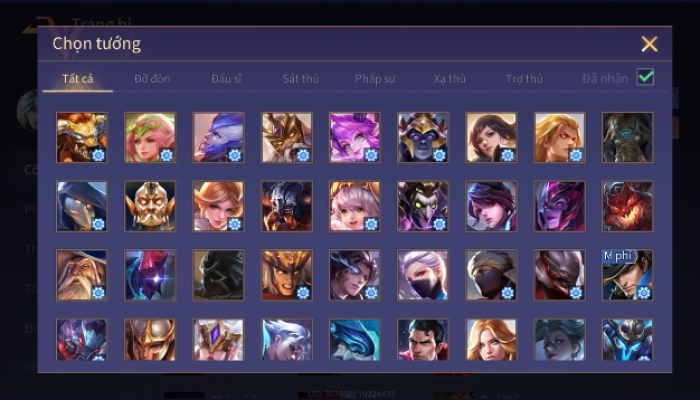 Trang bị
Chọn tướng
Tất cả Đỡ đòn Đấu sĩ Sát thủ Pháp sư Xạ thủ Trợ thủ Đã nhận
M phí